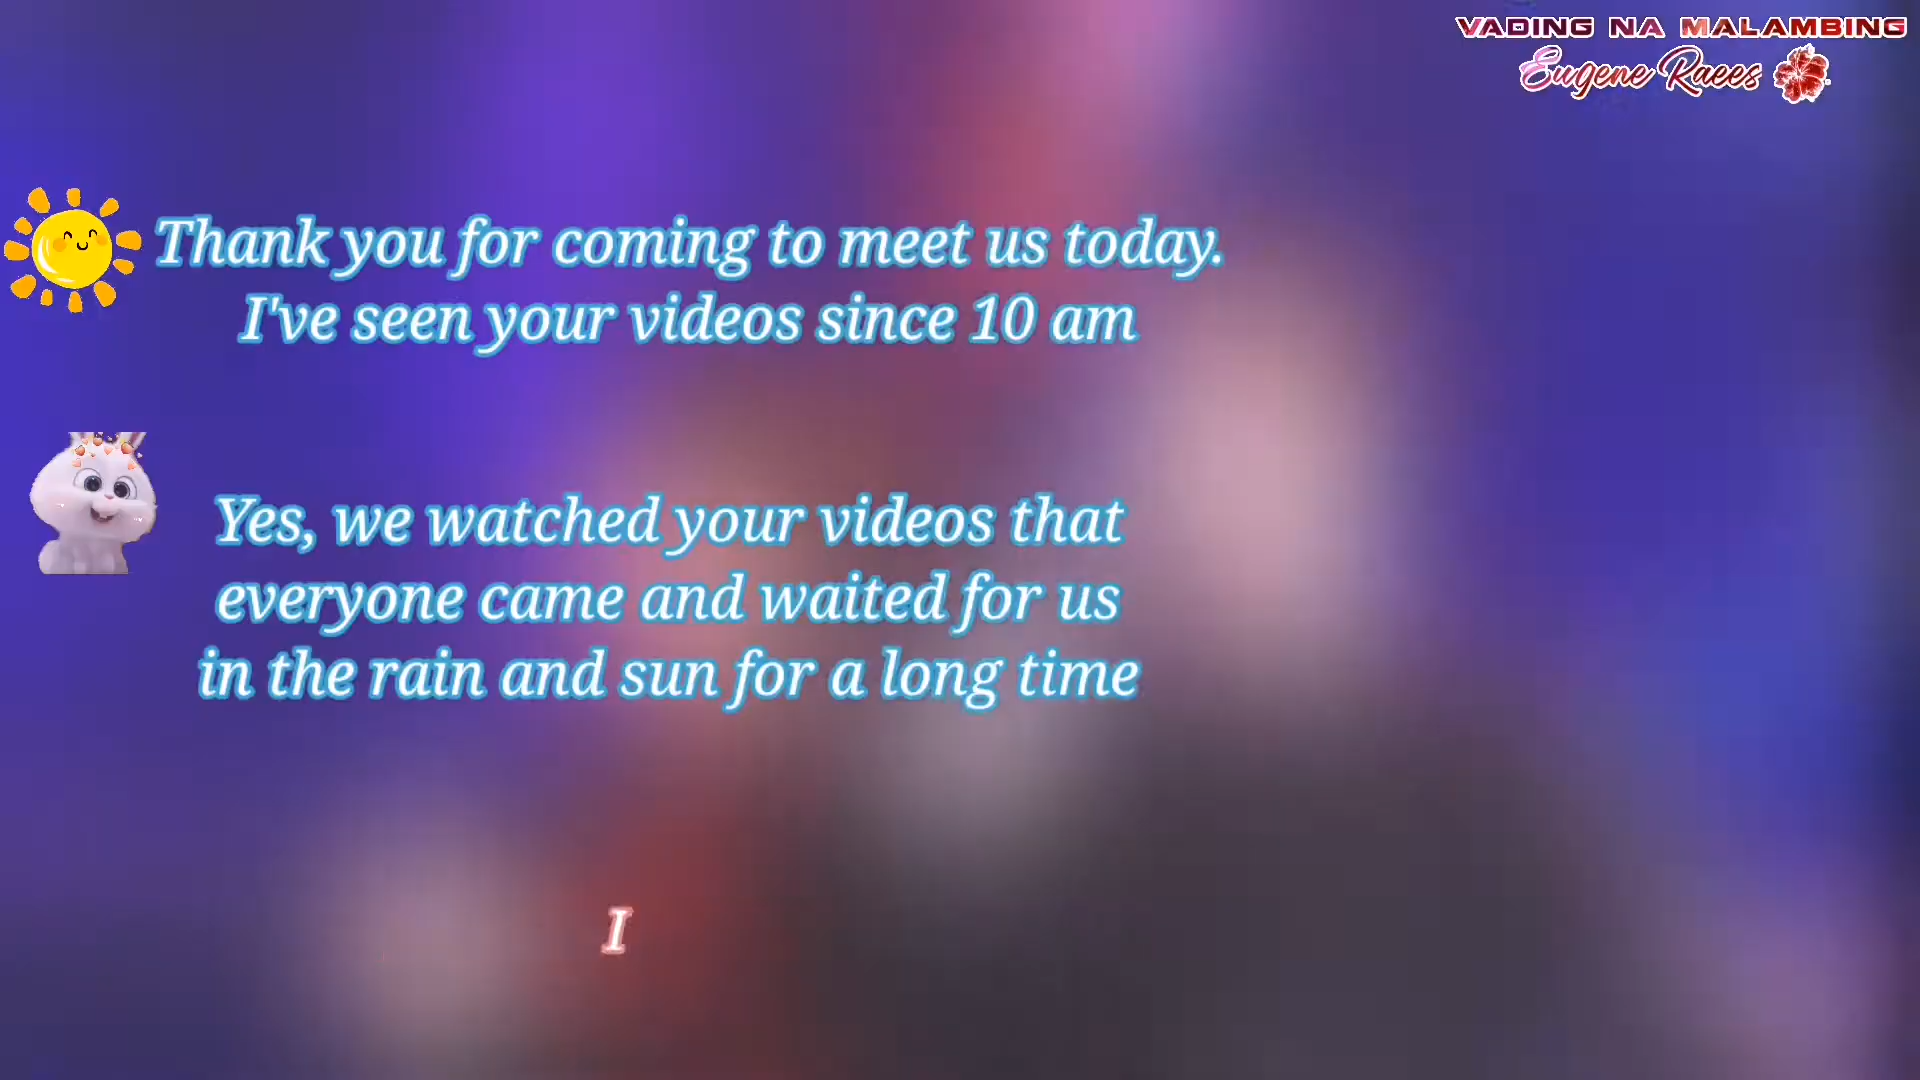 VADING NA MALAMBING
Eugene Raees
Thank you for coming to meet us today.
I've seen your videos since 10 am
Yes, we watched your videos that
everyone came and waited for us
in the rain and sun for a long time
I